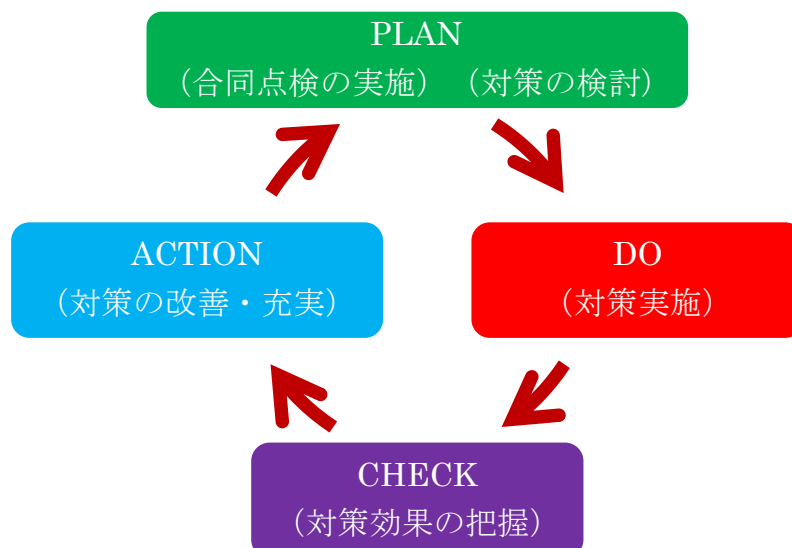 PLAN
（合同点検の実施）（対策の検討）
DO
（対策実施）
CHECK
（対策効果の把握）
ACTION
（対策の改善・充実）